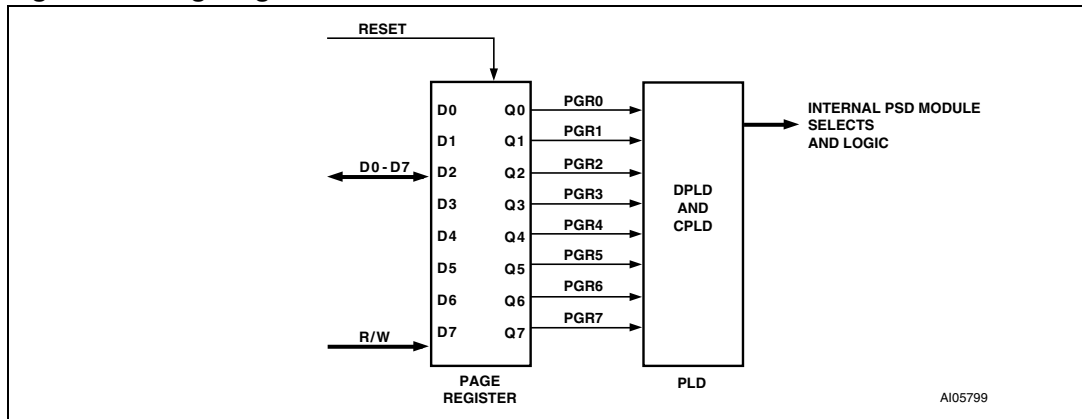 RESET
D0 Q0 PGR0
D1 Q1 PGR1
D0-D7 D2 Q2 PGR2
D3 Q3 PGR3
D4 Q4 PGR4
D5 Q5 PGR5
D6 Q6 PGR6
R/W D7 Q7 PGR7
DPLD
AND
CPLD
INTERNAL PSD MODULE
SELECTS
AND LOGIC
PAGE
REGISTER
PLD
AI05799